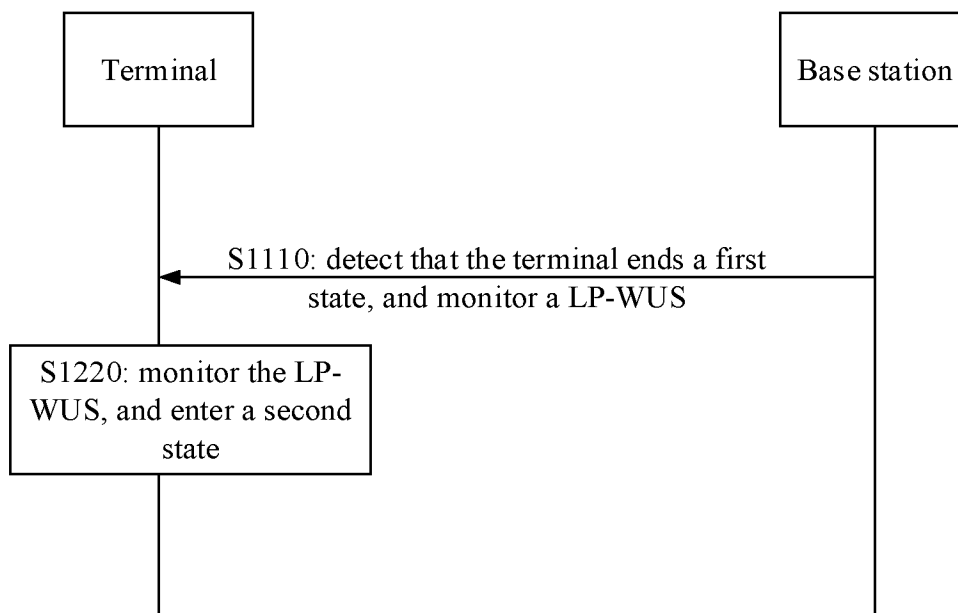 Terminal
Base station
S1110: detect that the terminal ends a first
state, and monitor a LP-WUS
S1220: monitor the LP-
WUS, and enter a second
state